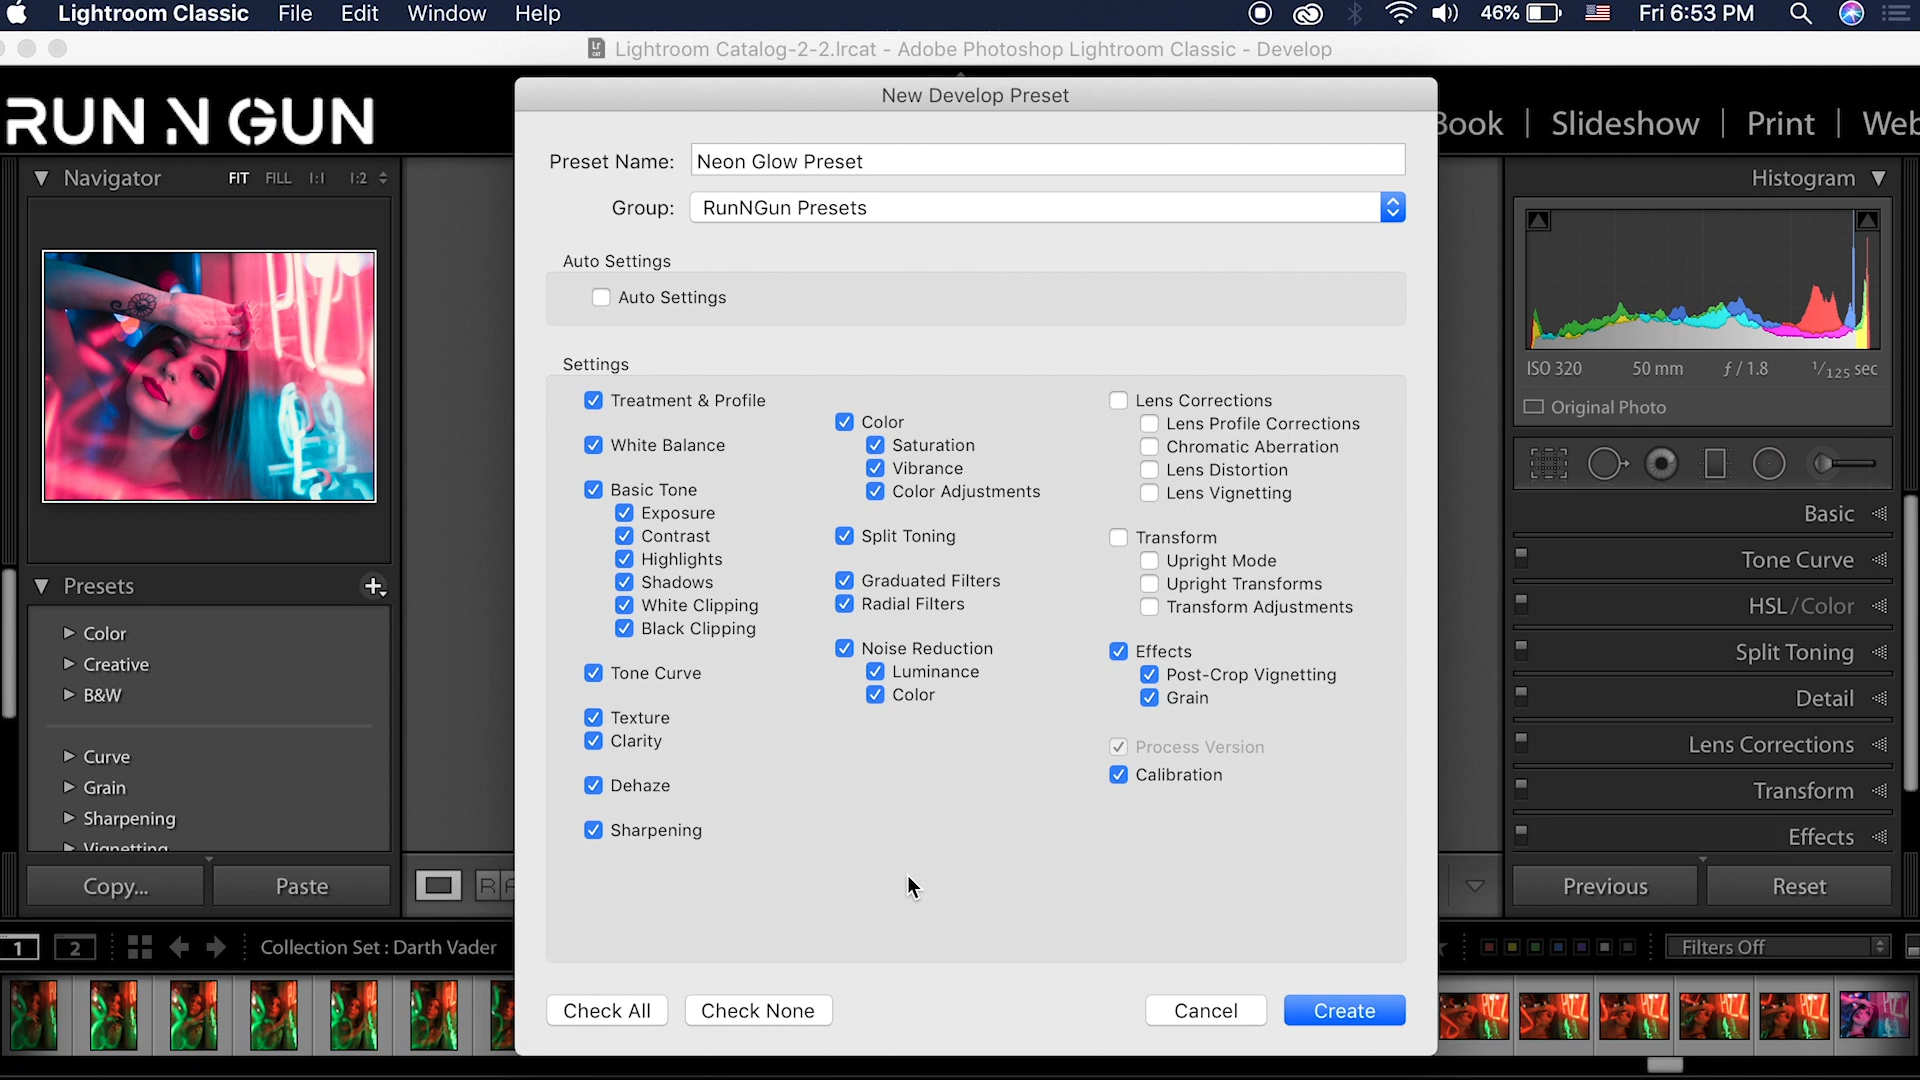 Lightroom Classic File Edit Window Help 46% Fri 6:53 PM
Lr CAT Lightroom Catalog-2-2.lrcat - Adobe Photoshop Lightroom Classic - Develop
New Develop Preset
RUN N GUN
Book | Slideshow | Print | Web
Preset Name: Neon Glow Preset
Group: RunNGun Presets
Navigator FIT FILL 1:1 1:2
Histogram
Auto Settings
Auto Settings
Settings
Treatment & Profile
White Balance
Basic Tone
Exposure
Contrast
Highlights
Shadows
White Clipping
Black Clipping
Tone Curve
Texture
Clarity
Dehaze
Sharpening
Color
Saturation
Vibrance
Color Adjustments
Split Toning
Graduated Filters
Radial Filters
Noise Reduction
Luminance
Color
Lens Corrections
Lens Profile Corrections
Chromatic Aberration
Lens Distortion
Lens Vignetting
Transform
Upright Mode
Upright Transforms
Transform Adjustments
Effects
Post-Crop Vignetting
Grain
Process Version
Calibration
ISO 320 50 mm ƒ / 1.8 1/125 sec
Original Photo
Basic
Tone Curve
HSL / Color
Split Toning
Detail
Lens Corrections
Transform
Effects
Previous Reset
Presets
Color
Creative
B&W
Curve
Grain
Sharpening
Vignetting
Copy... Paste
R A
1 2 Collection Set : Darth Vader
Filters Off
Check All Check None Cancel Create